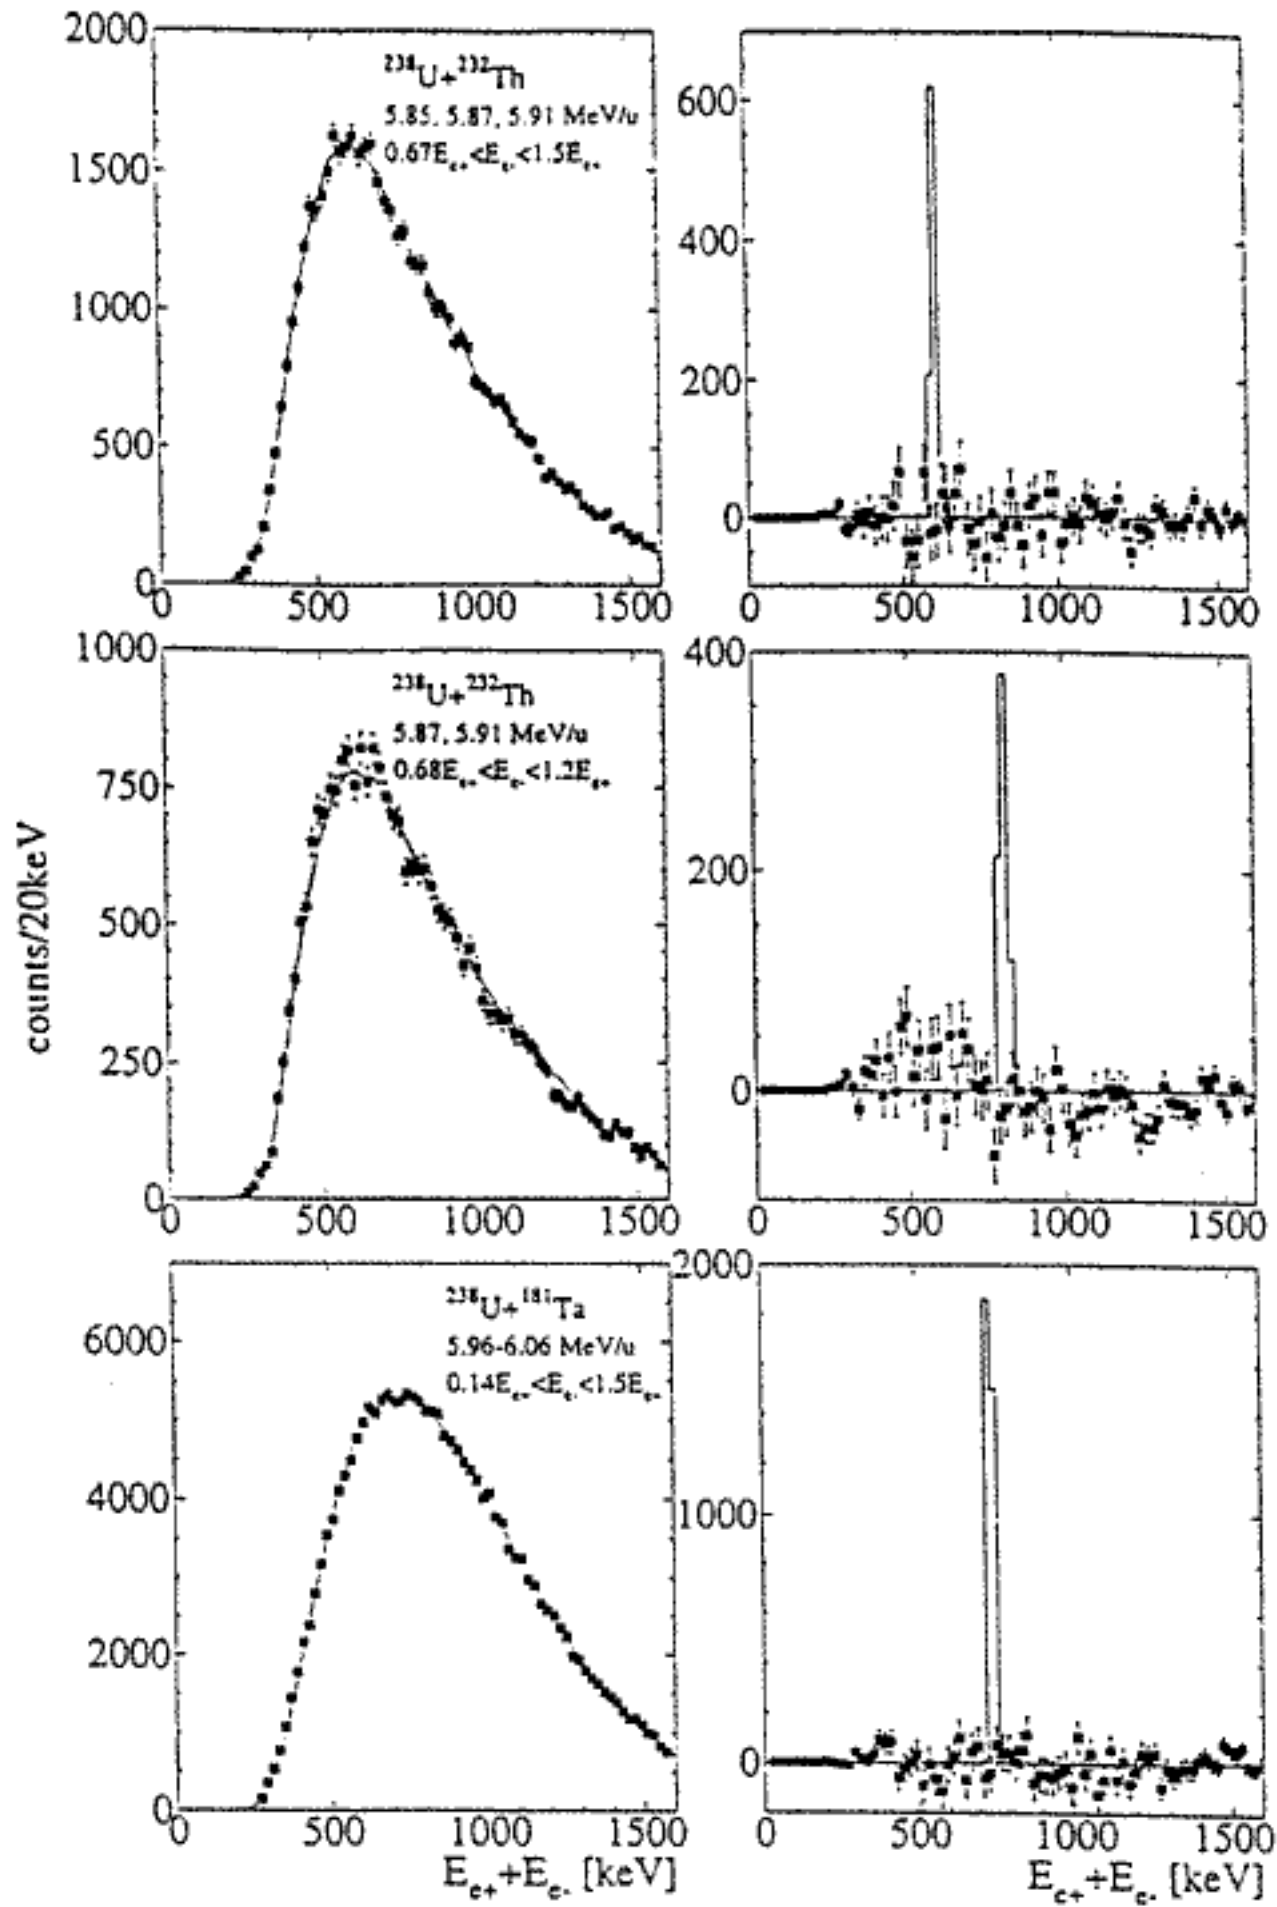 2000
1500
1000
500
0
0 500 1000 1500
²³⁸U+²³²Th
5.85, 5.87, 5.91 MeV/u
0.67Eₑ₊<Eₑ₋<1.5Eₑ₊
600
400
200
0
0 500 1000 1500
counts/20keV
1000
750
500
250
0
0 500 1000 1500
²³⁸U+²³²Th
5.87, 5.91 MeV/u
0.68Eₑ₊<Eₑ₋<1.2Eₑ₊
400
200
0
0 500 1000 1500
6000
4000
2000
0
0 500 1000 1500
²³⁸U+¹⁸¹Ta
5.96-6.06 MeV/u
0.14Eₑ₊<Eₑ₋<1.5Eₑ₊
Eₑ₊+Eₑ₋ [keV]
2000
1000
0
0 500 1000 1500
Eₑ₊+Eₑ₋ [keV]